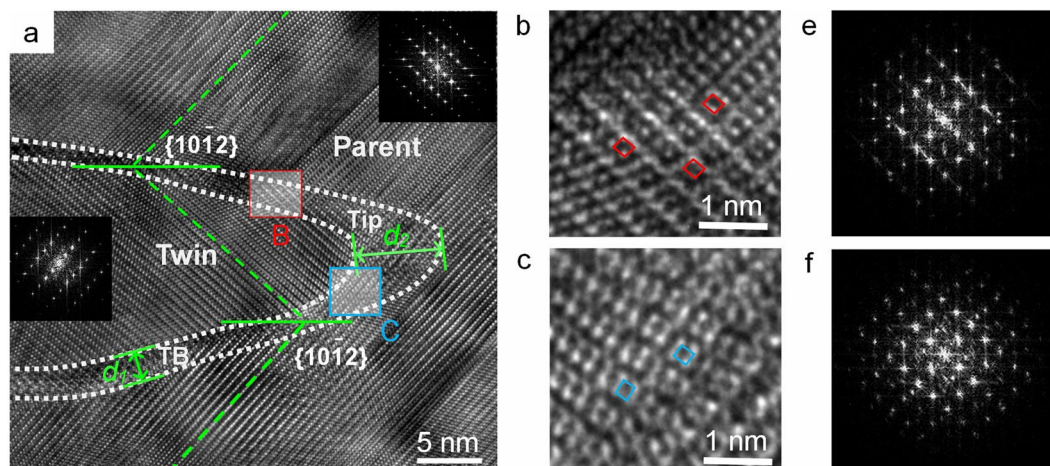 a
{101̄2}
Parent
B
Tip
d₂
Twin
C
TB
{101̄2}
d₁
5 nm
b
1 nm
c
1 nm
e
f